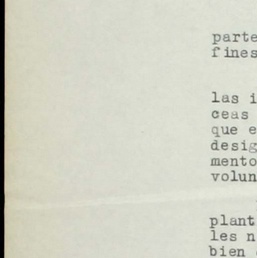 parte
fines
las i
ceas
que e
desig
mento
volun
plant
les n
bien